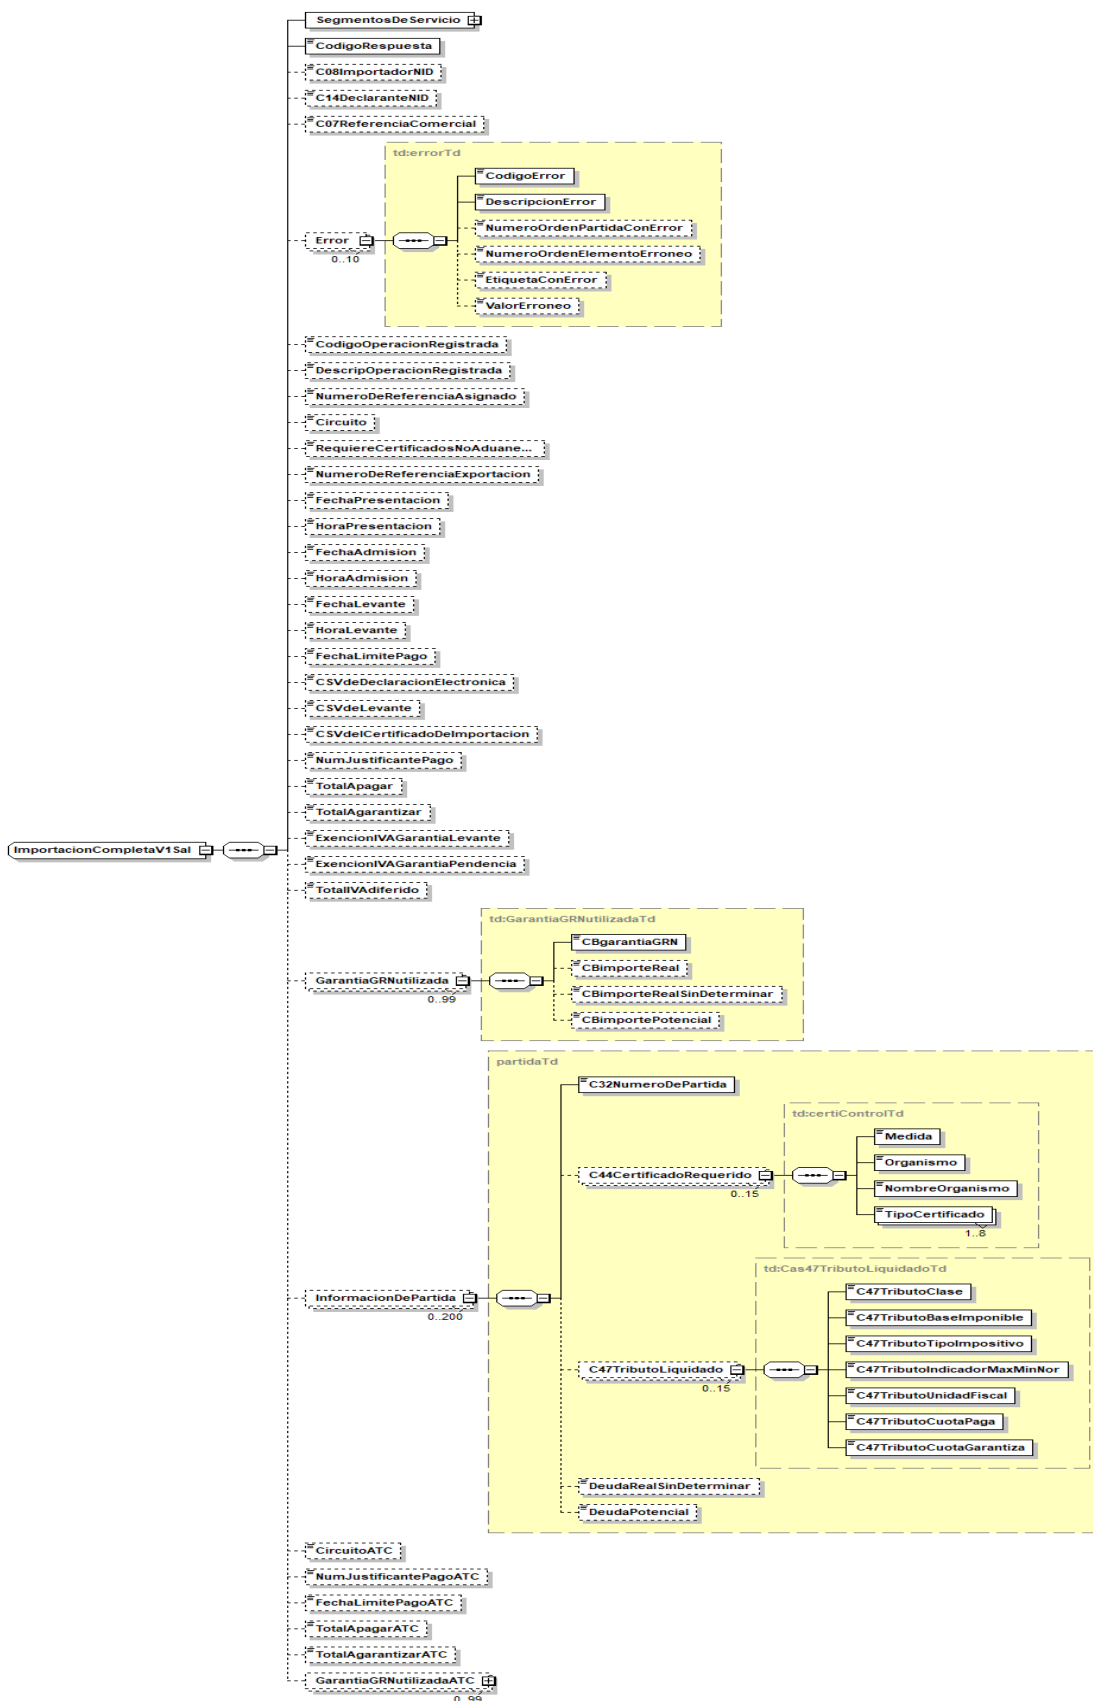 SegmentosDeServicio
CodigoRespuesta
C08ImportadorNID
C14DeclaranteNID
C07ReferenciaComercial
td:errorTd
CodigoError
DescripcionError
NumeroOrdenPartidaConError
NumeroOrdenElementoErroneo
EtiquetaConError
ValorErroneo
Error
0..10
CodigoOperacionRegistrada
DescripOperacionRegistrada
NumeroDeReferenciaAsignado
Circuito
RequiereCertificadosNoAduane...
NumeroDeReferenciaExportacion
FechaPresentacion
HoraPresentacion
FechaAdmision
HoraAdmision
FechaLevante
HoraLevante
FechaLimitePago
CSVdeDeclaracionElectronica
CSVdeLevante
CSVdelCertificadoDeImportacion
NumJustificantePago
TotalApagar
TotalAgarantizar
ImportacionCompletaV1Sal
ExencionIVAGarantiaLevante
ExencionIVAGarantiaPendencia
TotalIVAdiferido
td:GarantiaGRNutilizadaTd
CBgarantiaGRN
CBimporteReal
CBimporteRealSinDeterminar
CBimportePotencial
GarantiaGRNutilizada
0..99
partidaTd
C32NumeroDePartida
td:certiControlTd
Medida
Organismo
NombreOrganismo
TipoCertificado
1..8
C44CertificadoRequerido
0..15
td:Cas47TributoLiquidadoTd
C47TributoClase
C47TributoBaseImponible
C47TributoTipoImpositivo
C47TributoIndicadorMaxMinNor
C47TributoUnidadFiscal
C47TributoCuotaPaga
C47TributoCuotaGarantiza
InformacionDePartida
0..200
C47TributoLiquidado
0..15
DeudaRealSinDeterminar
DeudaPotencial
CircuitoATC
NumJustificantePagoATC
FechaLimitePagoATC
TotalApagarATC
TotalAgarantizarATC
GarantiaGRNutilizadaATC
0..99